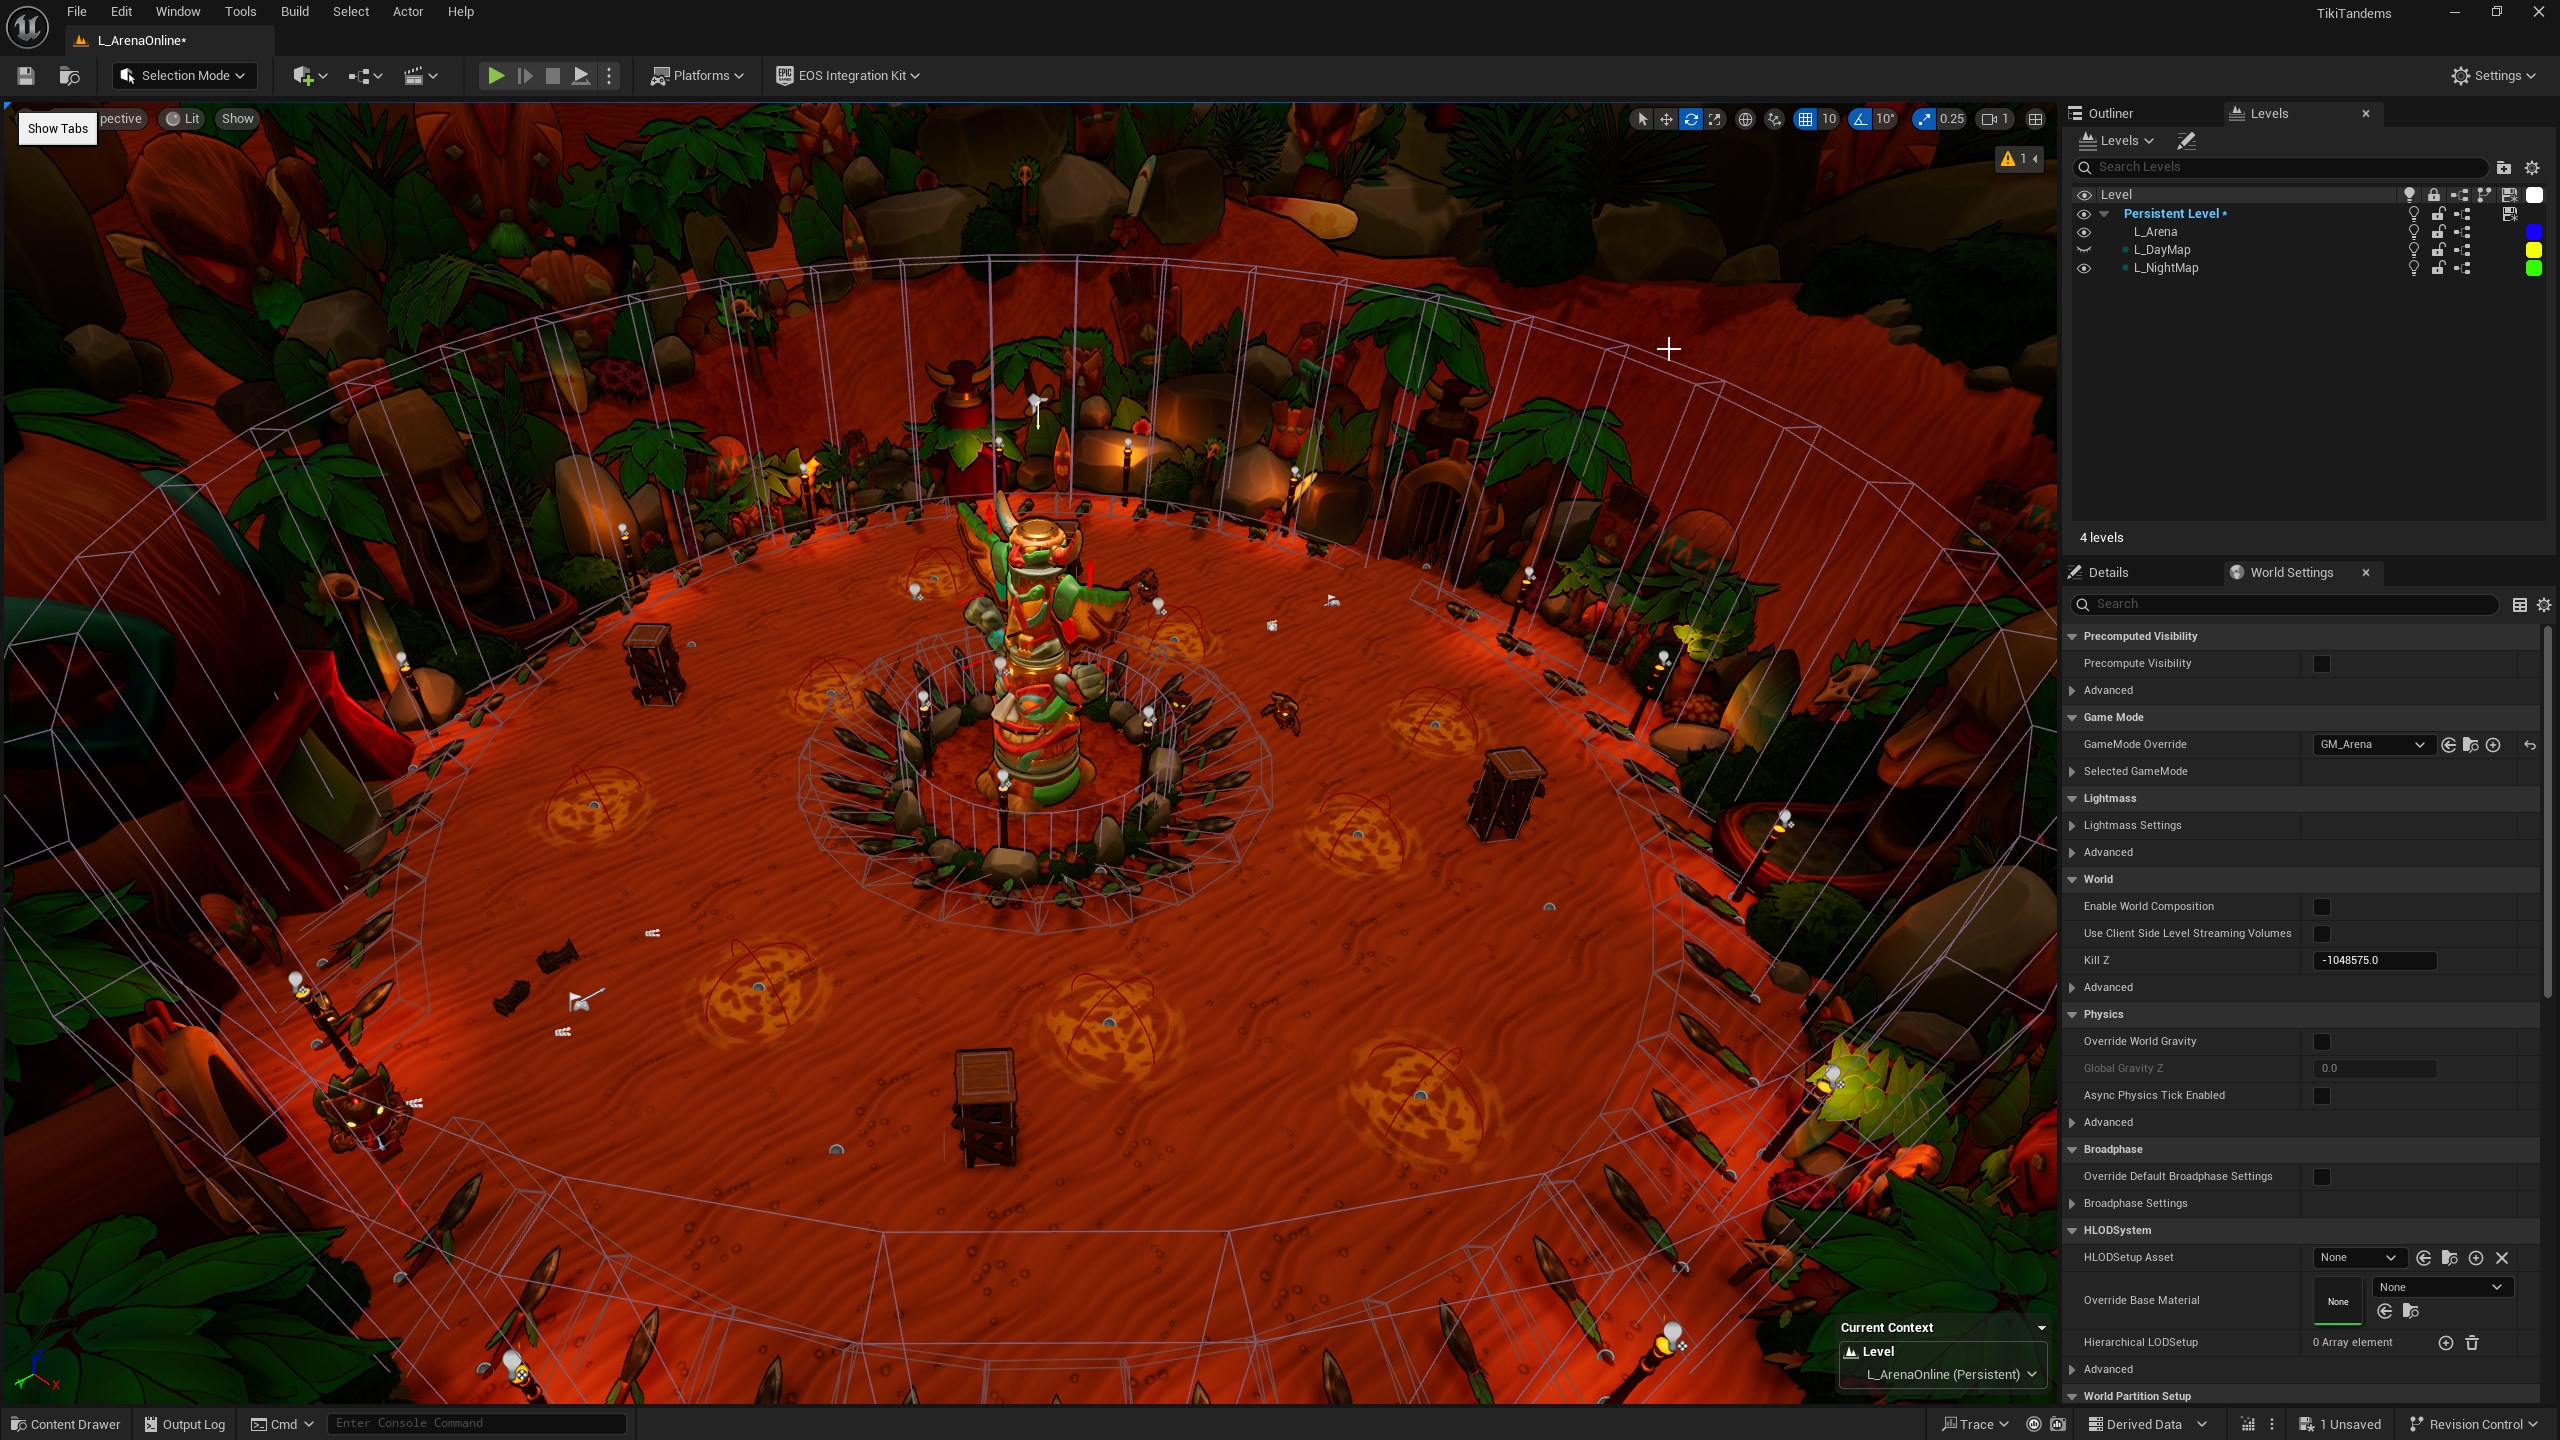 File Edit Window Tools Build Select Actor Help
TikiTandems
L_ArenaOnline*
Selection Mode
Platforms
EOS Integration Kit
Settings
Show Tabs
pective
Lit
Show
10
10°
0.25
1
1
Outliner
Levels
Levels
Search Levels
Level
Persistent Level *
L_Arena
L_DayMap
L_NightMap
4 levels
Details
World Settings
Search
Precomputed Visibility
Precompute Visibility
Advanced
Game Mode
GameMode Override
GM_Arena
Selected GameMode
Lightmass
Lightmass Settings
Advanced
World
Enable World Composition
Use Client Side Level Streaming Volumes
Kill Z
-1048575.0
Advanced
Physics
Override World Gravity
Global Gravity Z
0.0
Async Physics Tick Enabled
Advanced
Broadphase
Override Default Broadphase Settings
Broadphase Settings
HLODSystem
HLODSetup Asset
None
Override Base Material
None
None
Hierarchical LODSetup
0 Array element
Advanced
World Partition Setup
Current Context
Level
L_ArenaOnline (Persistent)
Z
Y
X
Content Drawer
Output Log
Cmd
Enter Console Command
Trace
Derived Data
1 Unsaved
Revision Control